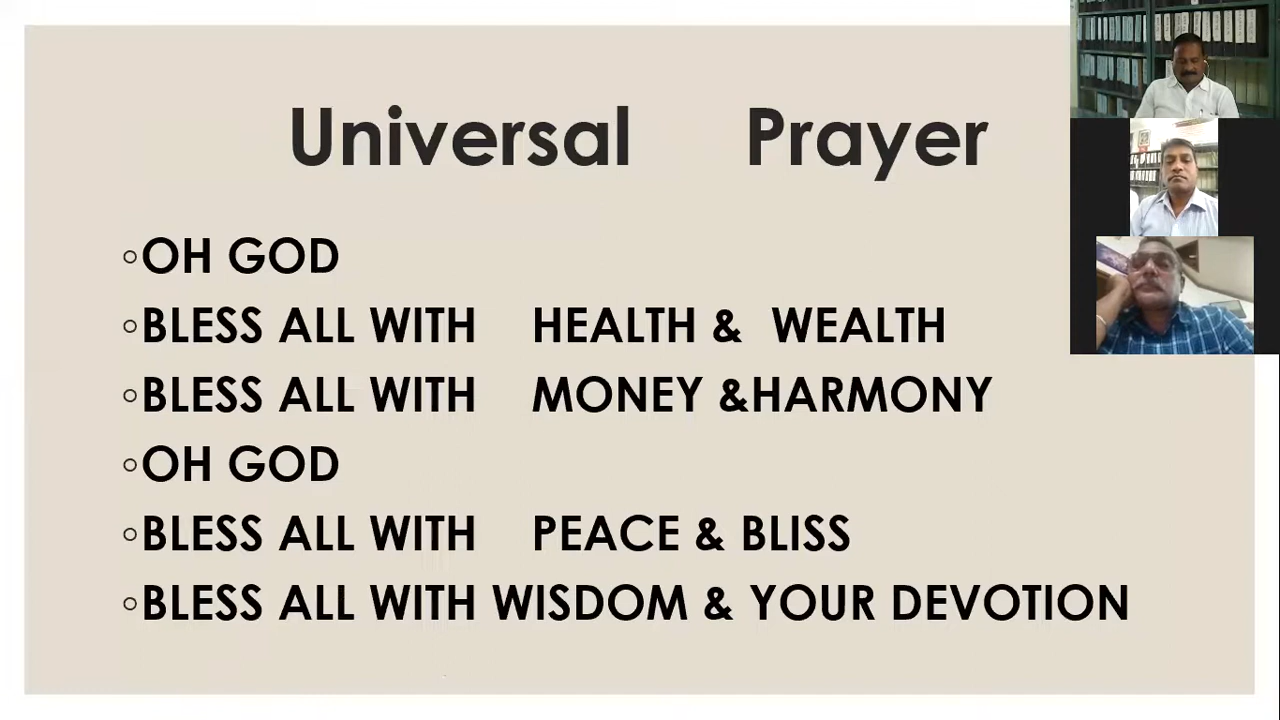 Universal Prayer
◦OH GOD
◦BLESS ALL WITH HEALTH & WEALTH
◦BLESS ALL WITH MONEY &HARMONY
◦OH GOD
◦BLESS ALL WITH PEACE & BLISS
◦BLESS ALL WITH WISDOM & YOUR DEVOTION